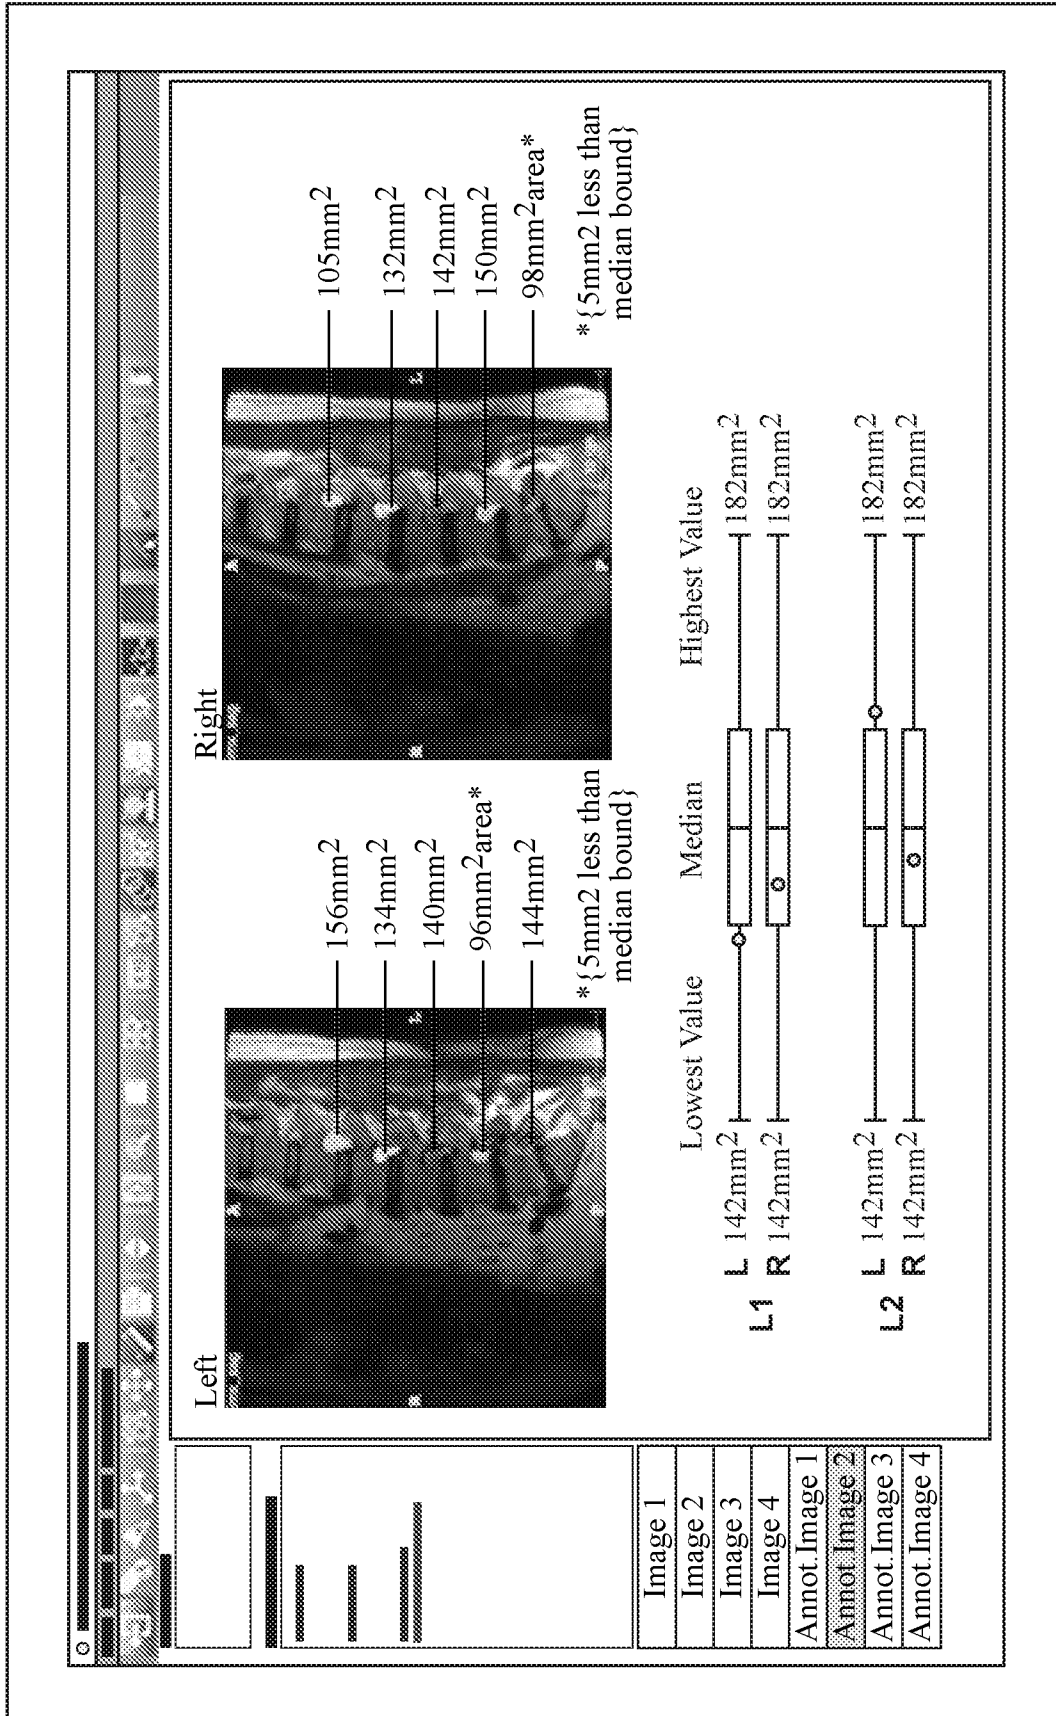 Left
156mm2
134mm2
140mm2
96mm2area*
144mm2
*{5mm2 less than
median bound}
Right
105mm2
132mm2
142mm2
150mm2
98mm2area*
*{5mm2 less than
median bound}
Lowest Value Median Highest Value
L1
L 142mm2 182mm2
R 142mm2 182mm2
L2
L 142mm2 182mm2
R 142mm2 182mm2
Image 1
Image 2
Image 3
Image 4
Annot.Image 1
Annot.Image 2
Annot.Image 3
Annot.Image 4